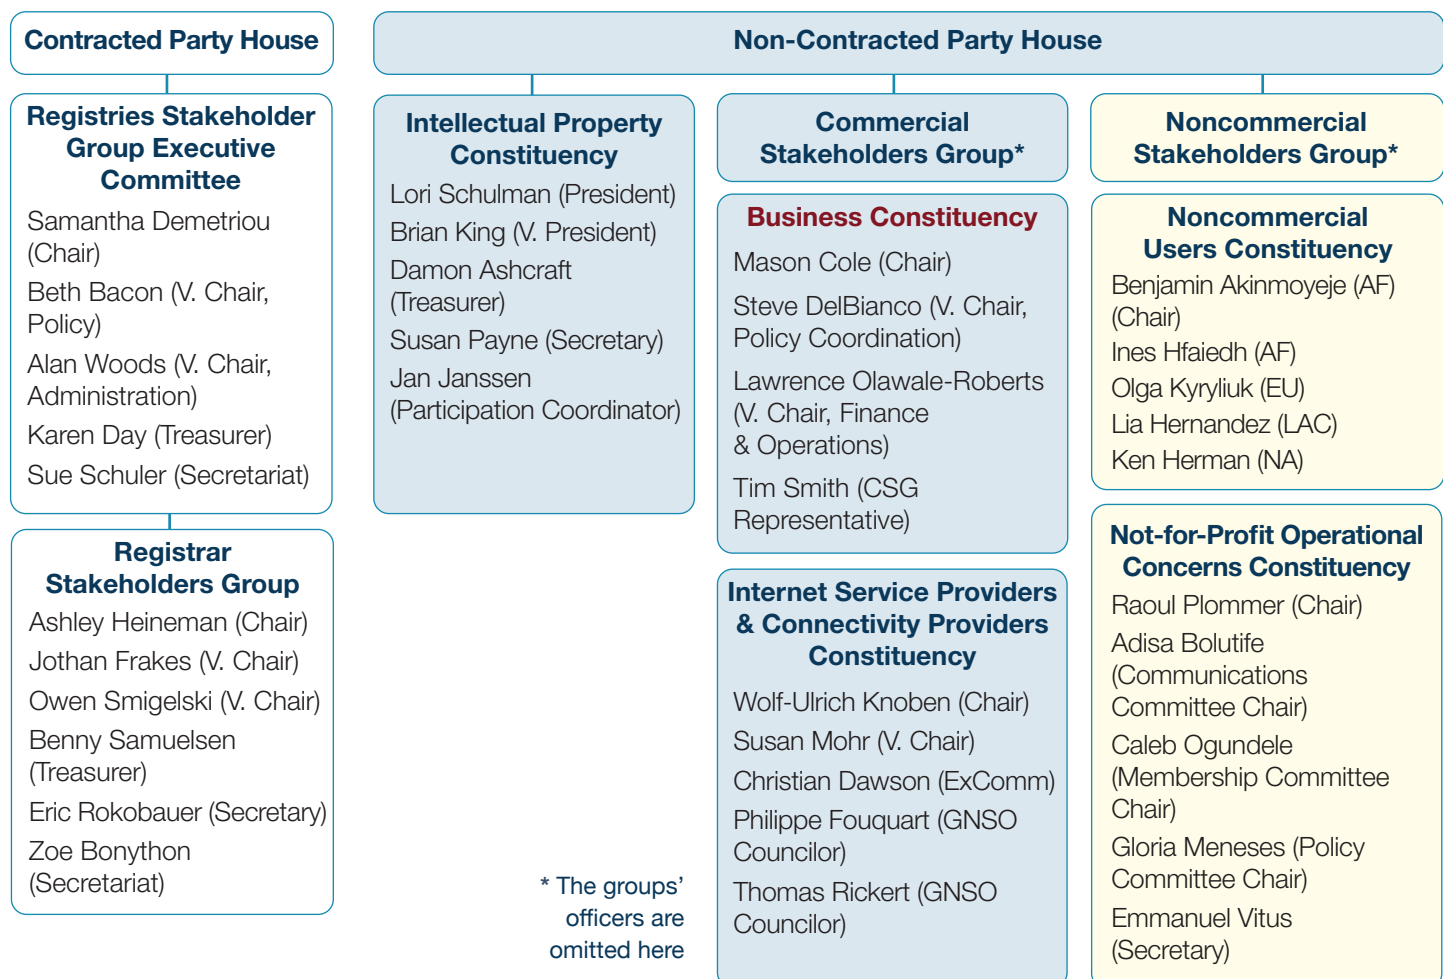 Contracted Party House
Registries Stakeholder
Group Executive
Committee
Samantha Demetriou
(Chair)
Beth Bacon (V. Chair,
Policy)
Alan Woods (V. Chair,
Administration)
Karen Day (Treasurer)
Sue Schuler (Secretariat)
Registrar
Stakeholders Group
Ashley Heineman (Chair)
Jothan Frakes (V. Chair)
Owen Smigelski (V. Chair)
Benny Samuelsen
(Treasurer)
Eric Rokobauer (Secretary)
Zoe Bonython
(Secretariat)
Non-Contracted Party House
Intellectual Property
Constituency
Lori Schulman (President)
Brian King (V. President)
Damon Ashcraft
(Treasurer)
Susan Payne (Secretary)
Jan Janssen
(Participation Coordinator)
Commercial
Stakeholders Group*
Business Constituency
Mason Cole (Chair)
Steve DelBianco (V. Chair,
Policy Coordination)
Lawrence Olawale-Roberts
(V. Chair, Finance
& Operations)
Tim Smith (CSG
Representative)
Internet Service Providers
& Connectivity Providers
Constituency
Wolf-Ulrich Knoben (Chair)
Susan Mohr (V. Chair)
Christian Dawson (ExComm)
Philippe Fouquart (GNSO
Councilor)
Thomas Rickert (GNSO
Councilor)
Noncommercial
Stakeholders Group*
Noncommercial
Users Constituency
Benjamin Akinmoyeje (AF)
(Chair)
Ines Hfaiedh (AF)
Olga Kyryliuk (EU)
Lia Hernandez (LAC)
Ken Herman (NA)
Not-for-Profit Operational
Concerns Constituency
Raoul Plommer (Chair)
Adisa Bolutife
(Communications
Committee Chair)
Caleb Ogundele
(Membership Committee
Chair)
Gloria Meneses (Policy
Committee Chair)
Emmanuel Vitus
(Secretary)
* The groups’
officers are
omitted here